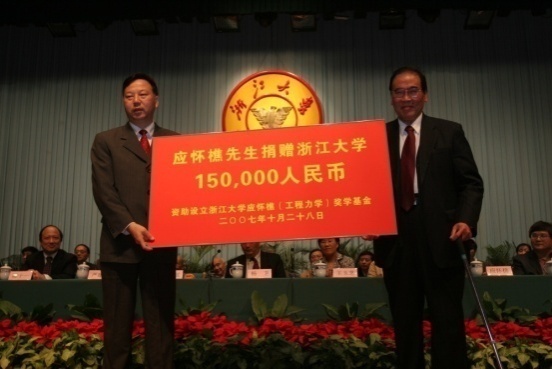 浙江大學
应怀樵先生捐赠浙江大学
150,000人民币
资助设立浙江大学应怀樵〔工程力学〕奖学基金
二〇〇七年十月二十八日